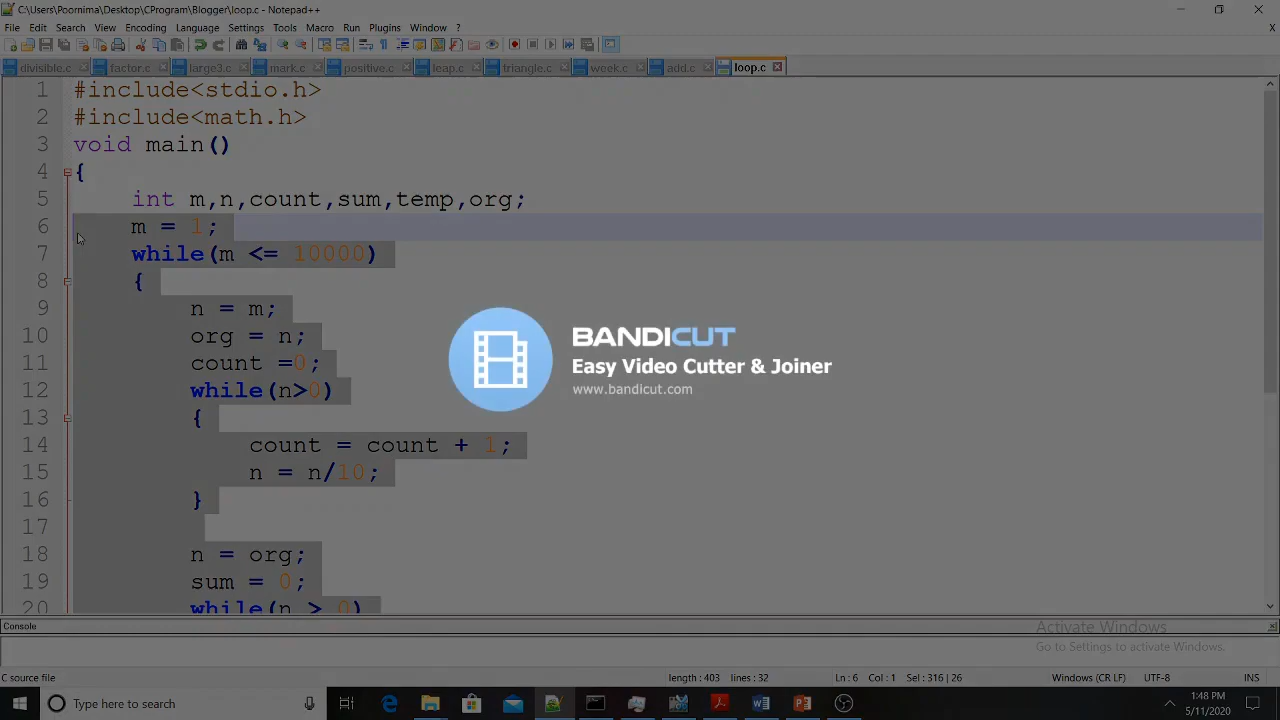 C:\Users\Poornima\Desktop\CProgram\Blogger\loop.c - Notepad++
File Edit Search View Encoding Language Settings Tools Macro Run Plugins Window ?
X
divisible.c factor.c large3.c mark.c positive.c leap.c triangle.c week.c add.c loop.c
1 #include<stdio.h>
2 #include<math.h>
3 void main()
4 {
5 int m,n,count,sum,temp,org;
6 m = 1;
7 while(m <= 10000)
8 {
9 n = m;
10 org = n;
11 count =0;
12 while(n>0)
13 {
14 count = count + 1;
15 n = n/10;
16 }
17
18 n = org;
19 sum = 0;
20 while(n > 0)
BANDICUT
Easy Video Cutter & Joiner
www.bandicut.com
Console
Activate Windows
Go to Settings to activate Windows.
C source file length : 403 lines : 32 Ln : 6 Col : 1 Sel : 316 | 26 Windows (CR LF) UTF-8 INS
Type here to search
1:48 PM
5/11/2020